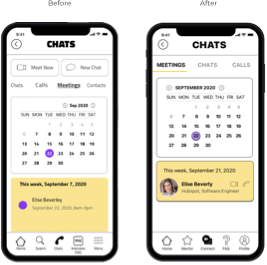 Before
9:41
CHATS
Meet Now
New Chat
Chats Calls Meetings Contacts
Sep 2020
SUN MON TUE WED THU FRI SAT
1 2 3 4 5
6 7 8 9 10 11 12
13 14 15 16 17 18 19
20 21 22 23 24 25 26
27 28 29 30
This week, September 7, 2020
Elise Beverley
September 22, 2020, 8am-9pm
Home Search Chats FAQ Menu
After
9:41
CHATS
MEETINGS CHATS CALLS
SEPTEMBER 2020
SUN MON TUE WED THU FRI SAT
1 2 3 4 5
6 7 8 9 10 11 12
13 14 15 16 17 18 19
20 21 22 23 24 25 26
27 28 29 30
This week, September 21, 2020
Elise Beverly
Hubspot, Software Engineer
Home Mentor Connect FAQ Profile